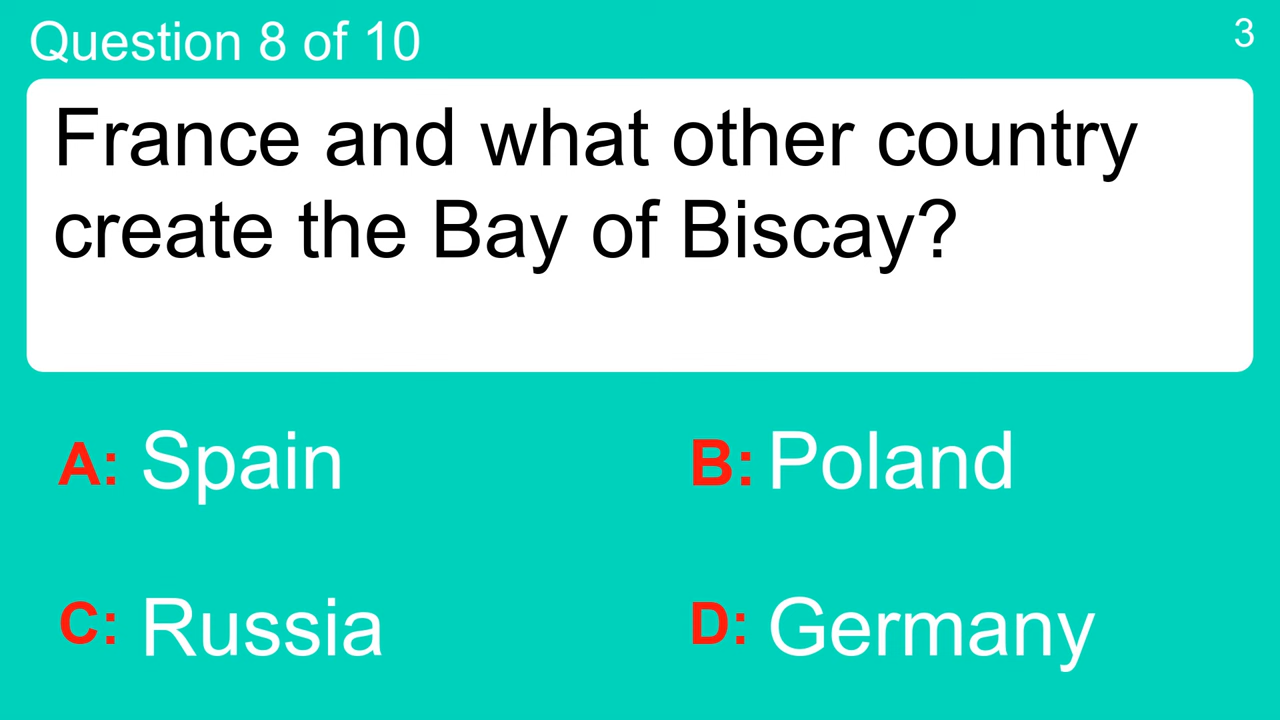 Question 8 of 10
3
France and what other country
create the Bay of Biscay?
A: Spain
B: Poland
C: Russia
D: Germany